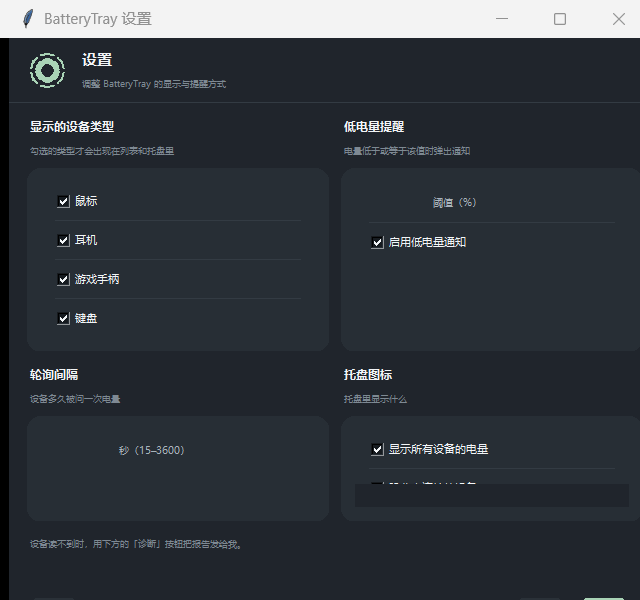 BatteryTray 设置
设置
调整 BatteryTray 的显示与提醒方式
显示的设备类型
勾选的类型才会出现在列表和托盘里
鼠标
耳机
游戏手柄
键盘
低电量提醒
电量低于或等于该值时弹出通知
阈值（%）
启用低电量通知
轮询间隔
设备多久被问一次电量
秒（15–3600）
托盘图标
托盘里显示什么
显示所有设备的电量
设备读不到时，用下方的「诊断」按钮把报告发给我。